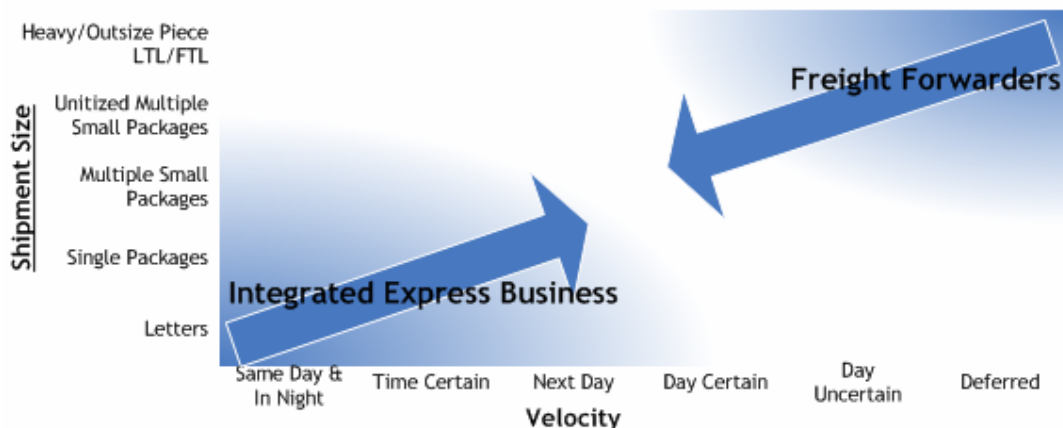 Heavy/Outsize Piece
LTL/FTL
Freight Forwarders
Unitized Multiple
Small Packages
Shipment Size
Multiple Small
Packages
Single Packages
Integrated Express Business
Letters
Same Day &
In Night
Time Certain
Next Day
Day Certain
Day
Uncertain
Deferred
Velocity